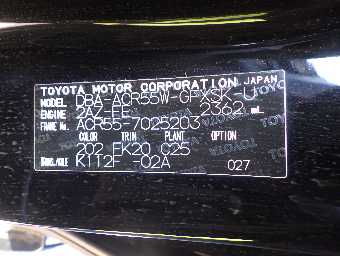 TOYOTA MOTOR CORPORATION JAPAN
MODEL DBA-ACR55W-GFXSK-U
ENGINE 2AZ-FE 2362 mL
FRAME No. ACR55-7025203
COLOR TRIM PLANT OPTION
202 FK20 C25
TRANS./AXLE K112F -02A 027